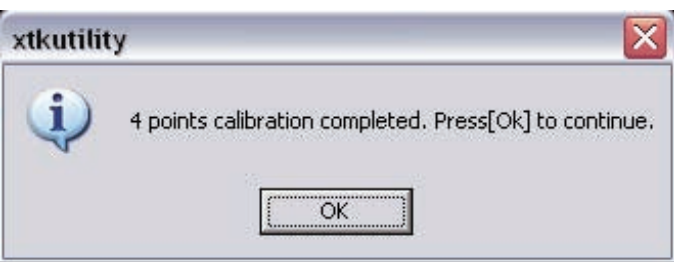 xtkutility
4 points calibration completed. Press[Ok] to continue.
OK